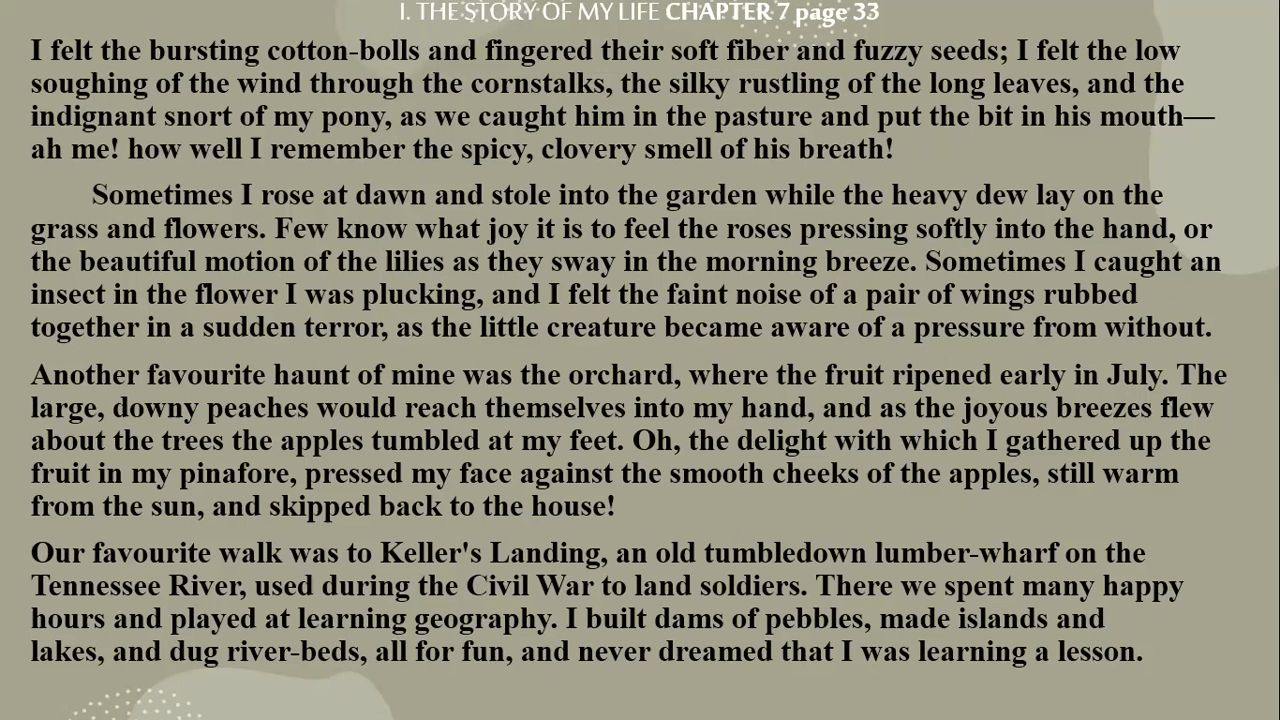 I. THE STORY OF MY LIFE CHAPTER 7 page 33
I felt the bursting cotton-bolls and fingered their soft fiber and fuzzy seeds; I felt the low
soughing of the wind through the cornstalks, the silky rustling of the long leaves, and the
indignant snort of my pony, as we caught him in the pasture and put the bit in his mouth—
ah me! how well I remember the spicy, clovery smell of his breath!
Sometimes I rose at dawn and stole into the garden while the heavy dew lay on the
grass and flowers. Few know what joy it is to feel the roses pressing softly into the hand, or
the beautiful motion of the lilies as they sway in the morning breeze. Sometimes I caught an
insect in the flower I was plucking, and I felt the faint noise of a pair of wings rubbed
together in a sudden terror, as the little creature became aware of a pressure from without.
Another favourite haunt of mine was the orchard, where the fruit ripened early in July. The
large, downy peaches would reach themselves into my hand, and as the joyous breezes flew
about the trees the apples tumbled at my feet. Oh, the delight with which I gathered up the
fruit in my pinafore, pressed my face against the smooth cheeks of the apples, still warm
from the sun, and skipped back to the house!
Our favourite walk was to Keller's Landing, an old tumbledown lumber-wharf on the
Tennessee River, used during the Civil War to land soldiers. There we spent many happy
hours and played at learning geography. I built dams of pebbles, made islands and
lakes, and dug river-beds, all for fun, and never dreamed that I was learning a lesson.